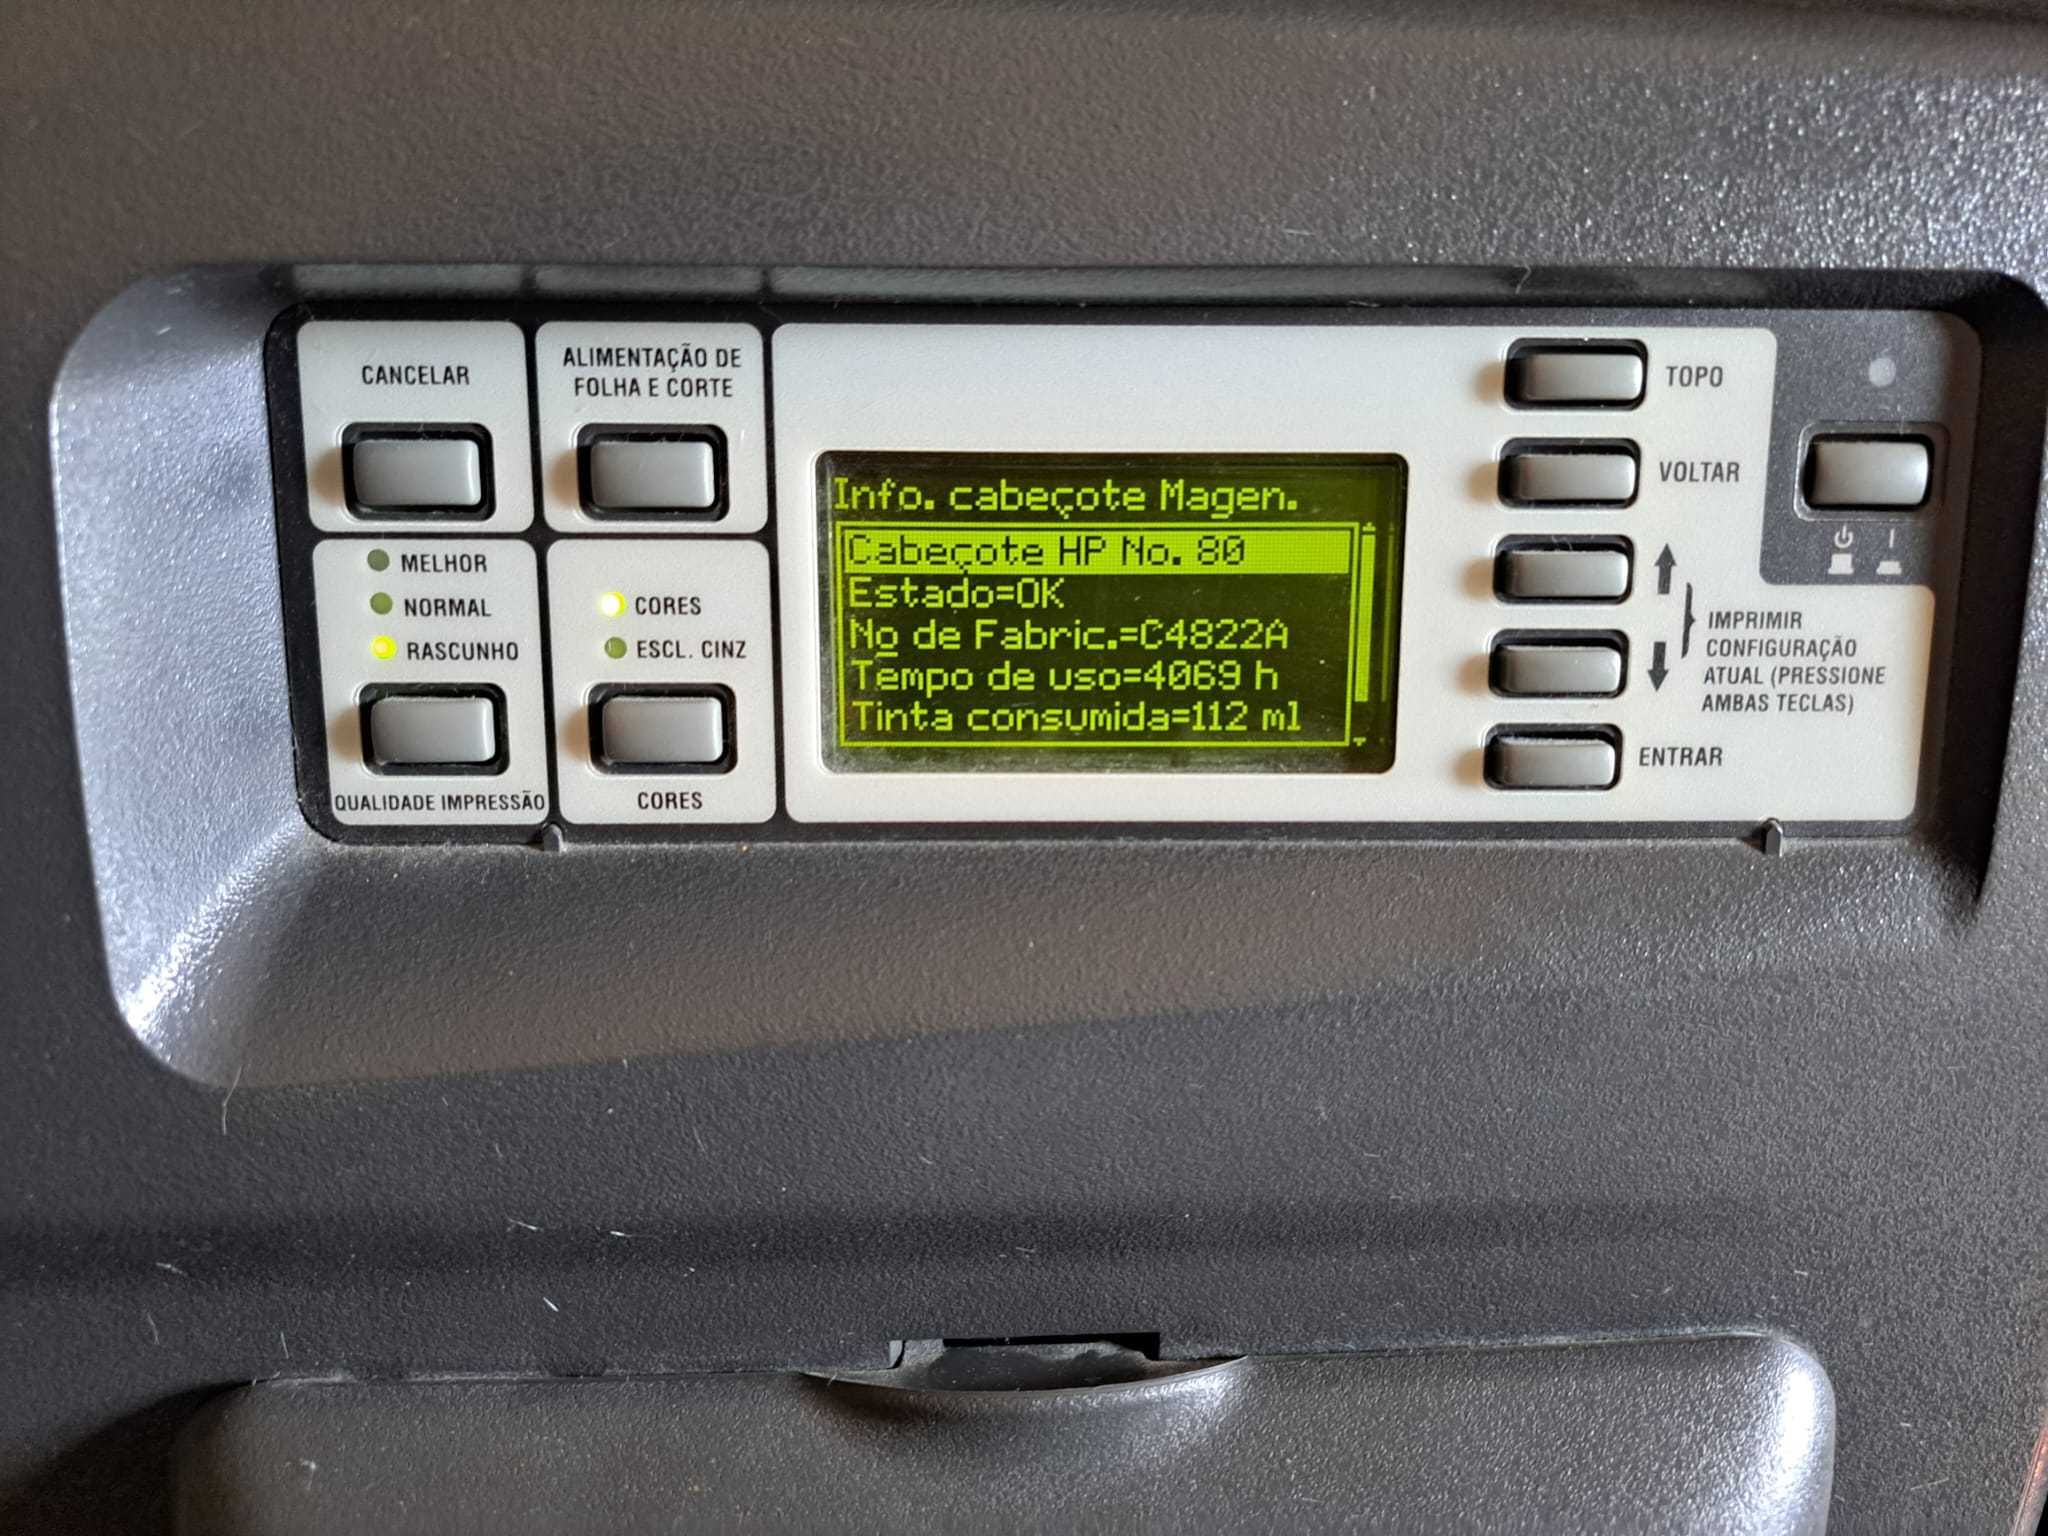 CANCELAR
ALIMENTAÇÃO DE
FOLHA E CORTE
MELHOR
NORMAL
RASCUNHO
QUALIDADE IMPRESSÃO
CORES
ESCL. CINZ
CORES
Info. cabeçote Magen.
Cabeçote HP No. 80
Estado=OK
No de Fabric.=C4822A
Tempo de uso=4069 h
Tinta consumida=112 ml
TOPO
VOLTAR
IMPRIMIR
CONFIGURAÇÃO
ATUAL (PRESSIONE
AMBAS TECLAS)
ENTRAR